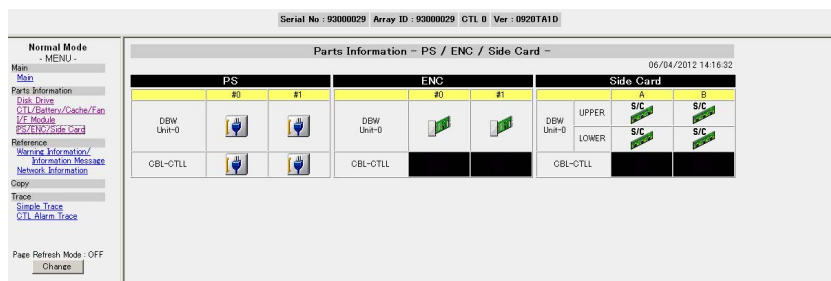 Serial No : 93000029 Array ID : 93000029 CTL 0 Ver : 0920TA1D
Normal Mode
- MENU -
Main
Main
Parts Information
Disk Drive
CTL/Battery/Cache/Fan
I/F Module
PS/ENC/Side Card
Reference
Warning Information/
Information Message
Network Information
Copy
Trace
Simple Trace
CTL Alarm Trace
Page Refresh Mode : OFF
Change
Parts Information - PS / ENC / Side Card -
06/04/2012 14:16:32
PS ENC Side Card
#0 #1 #0 #1 A B
DBW
Unit-0
DBW
Unit-0
DBW
Unit-0
UPPER S/C S/C
LOWER S/C S/C
CBL-CTLL CBL-CTLL CBL-CTLL